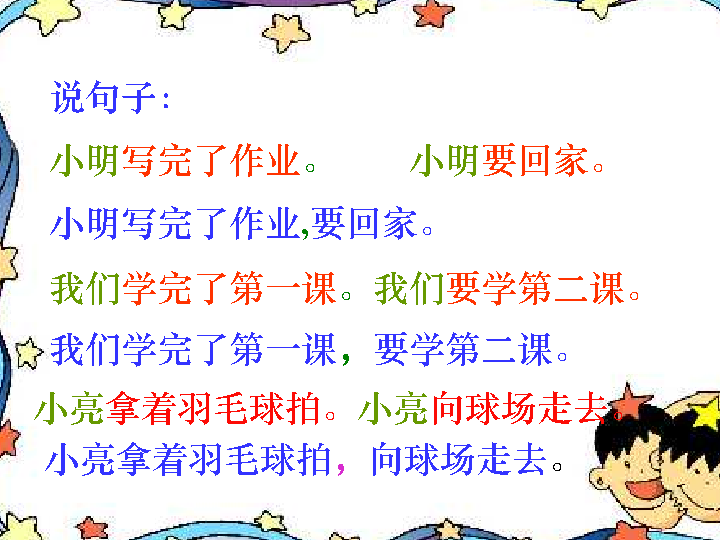 说句子:
小明写完了作业。 小明要回家。
小明写完了作业,要回家。
我们学完了第一课。我们要学第二课。
我们学完了第一课，要学第二课。
小亮拿着羽毛球拍。小亮向球场走去。
小亮拿着羽毛球拍，向球场走去。